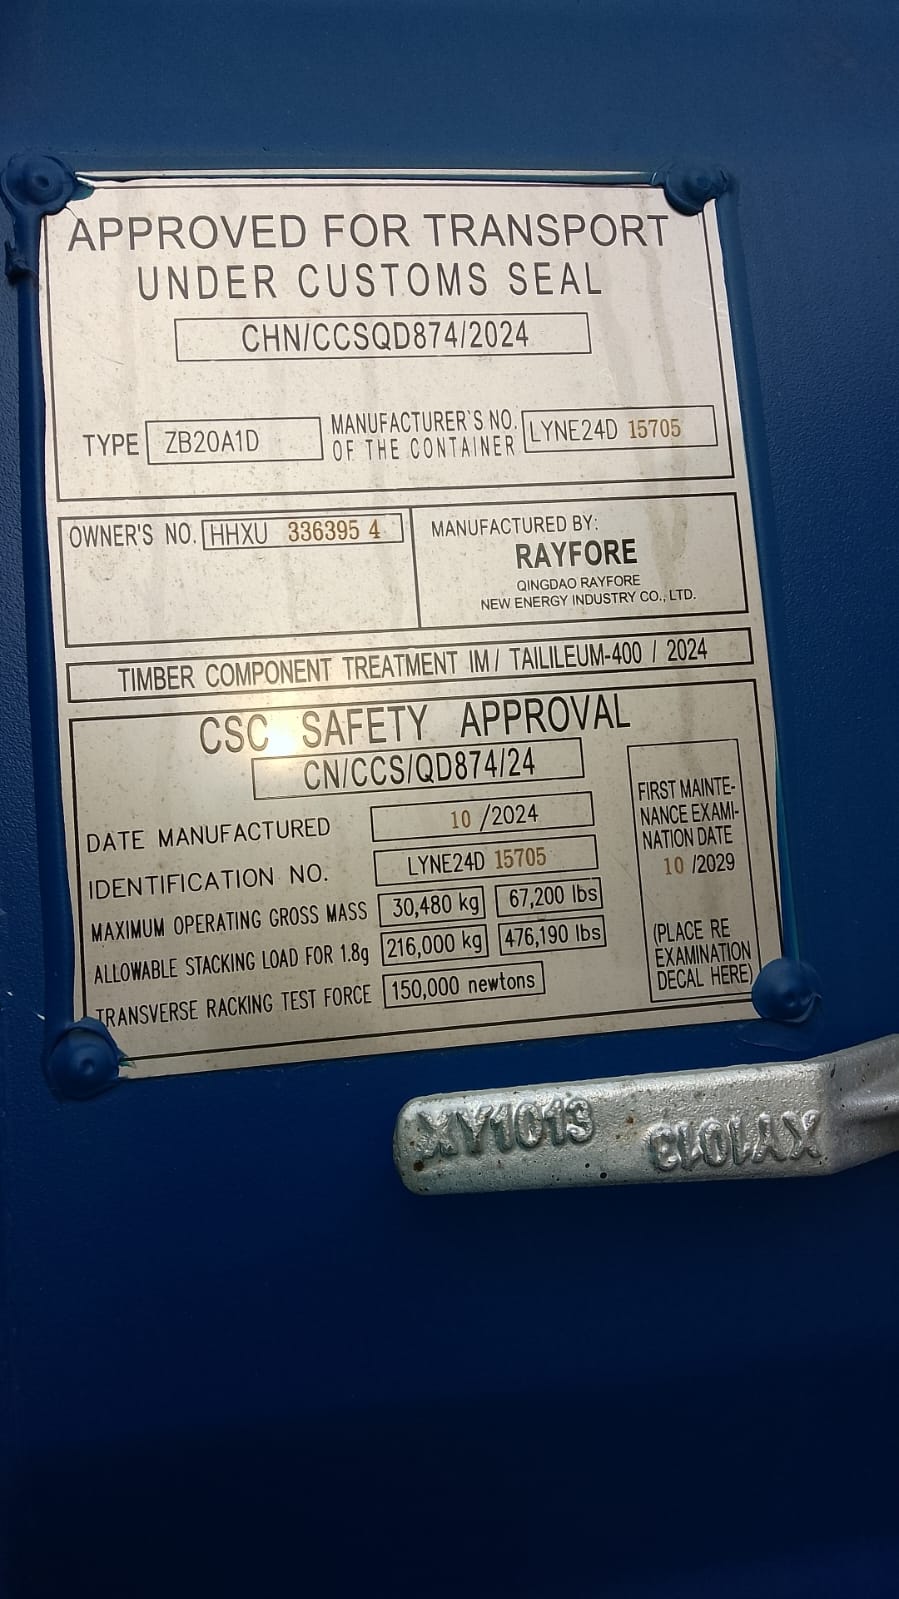 APPROVED FOR TRANSPORT
UNDER CUSTOMS SEAL
CHN/CCSQD874/2024
TYPE ZB20A1D
MANUFACTURER'S NO.
OF THE CONTAINER
LYNE24D 15705
OWNER'S NO. HHXU 336395 4
MANUFACTURED BY:
RAYFORE
QINGDAO RAYFORE
NEW ENERGY INDUSTRY CO., LTD.
TIMBER COMPONENT TREATMENT IM / TAILILEUM-400 / 2024
CSC SAFETY APPROVAL
CN/CCS/QD874/24
DATE MANUFACTURED 10 /2024
IDENTIFICATION NO. LYNE24D 15705
MAXIMUM OPERATING GROSS MASS 30,480 kg 67,200 lbs
ALLOWABLE STACKING LOAD FOR 1.8g 216,000 kg 476,190 lbs
TRANSVERSE RACKING TEST FORCE 150,000 newtons
FIRST MAINTE-
NANCE EXAMI-
NATION DATE
10 /2029
(PLACE RE
EXAMINATION
DECAL HERE)
XY1013
XY1013